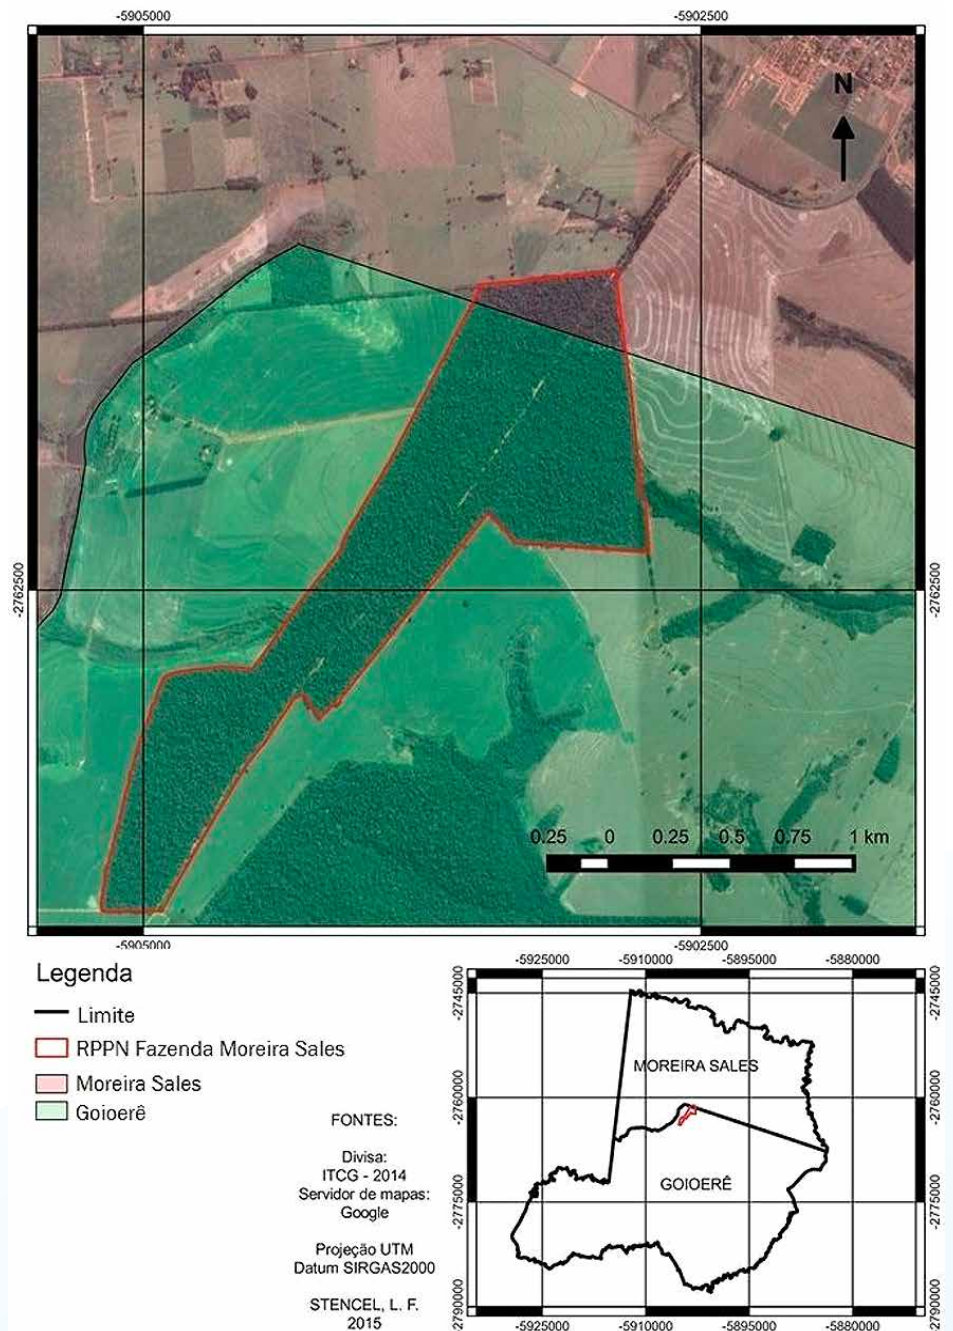 -5905000
-5902500
N
-2762500
-2762500
0.25 0 0.25 0.5 0.75 1 km
-5905000
-5902500
Legenda
Limite
RPPN Fazenda Moreira Sales
Moreira Sales
Goioerê
FONTES:
Divisa:
ITCG - 2014
Servidor de mapas:
Google
Projeção UTM
Datum SIRGAS2000
STENCEL, L. F.
2015
-5925000
-5910000
-5895000
-5880000
-2745000
-2745000
MOREIRA SALES
-2760000
-2760000
GOIOERÊ
-2775000
-2775000
-2790000
-2790000
-5925000
-5910000
-5895000
-5880000